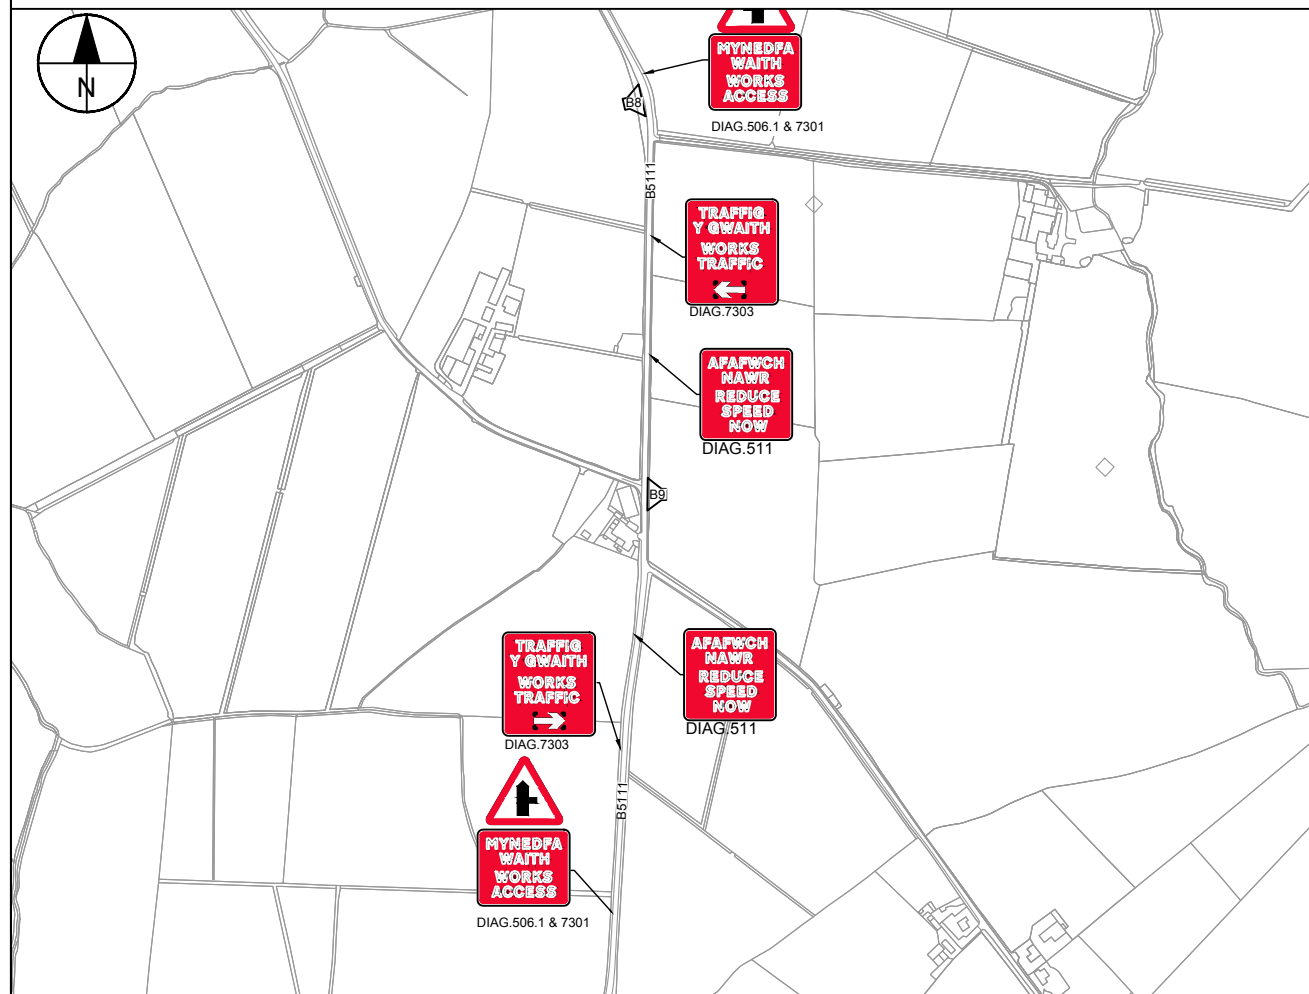 N
MYNEDFA
WAITH
WORKS
ACCESS
DIAG.506.1 & 7301
B8
B5111
TRAFFIG
Y GWAITH
WORKS
TRAFFIC
DIAG.7303
AFAFWCH
NAWR
REDUCE
SPEED
NOW
DIAG.511
B9
TRAFFIG
Y GWAITH
WORKS
TRAFFIC
DIAG.7303
AFAFWCH
NAWR
REDUCE
SPEED
NOW
DIAG.511
B5111
MYNEDFA
WAITH
WORKS
ACCESS
DIAG.506.1 & 7301